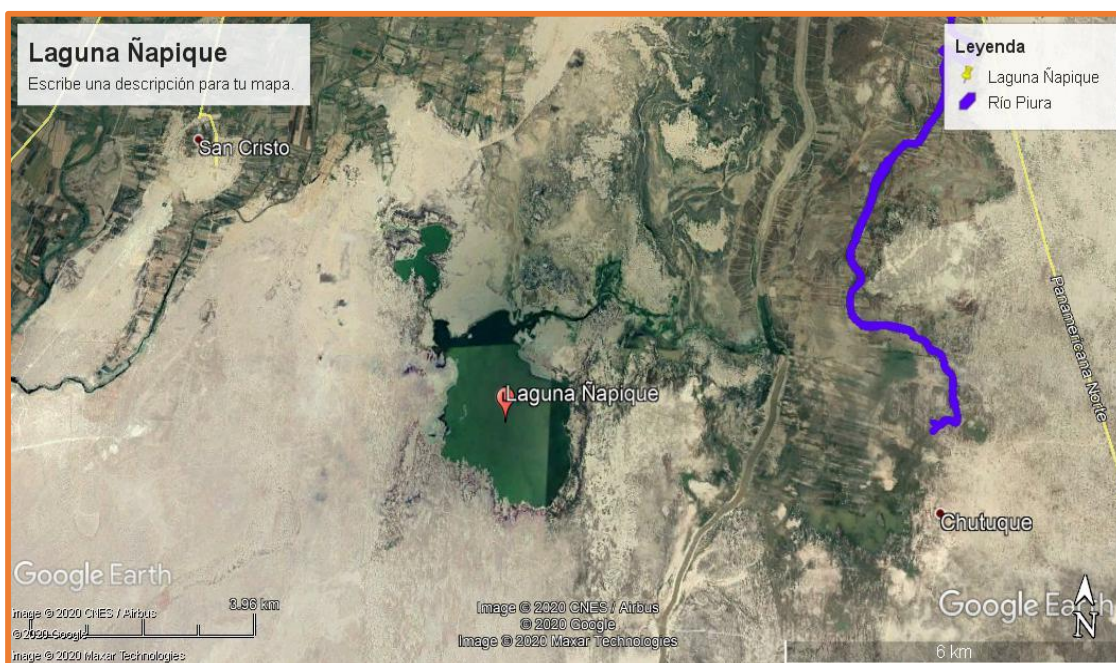 Laguna Ñapique
Escribe una descripción para tu mapa.
Leyenda
Laguna Ñapique
Río Piura
San Cristo
Panamericana Norte
Laguna Ñapique
Chutuque
Google Earth
Image © 2020 CNES / Airbus
© 2020 Google
Image © 2020 Maxar Technologies
3.96 km
Image © 2020 CNES / Airbus
© 2020 Google
Image © 2020 Maxar Technologies
Google Earth
N
6 km